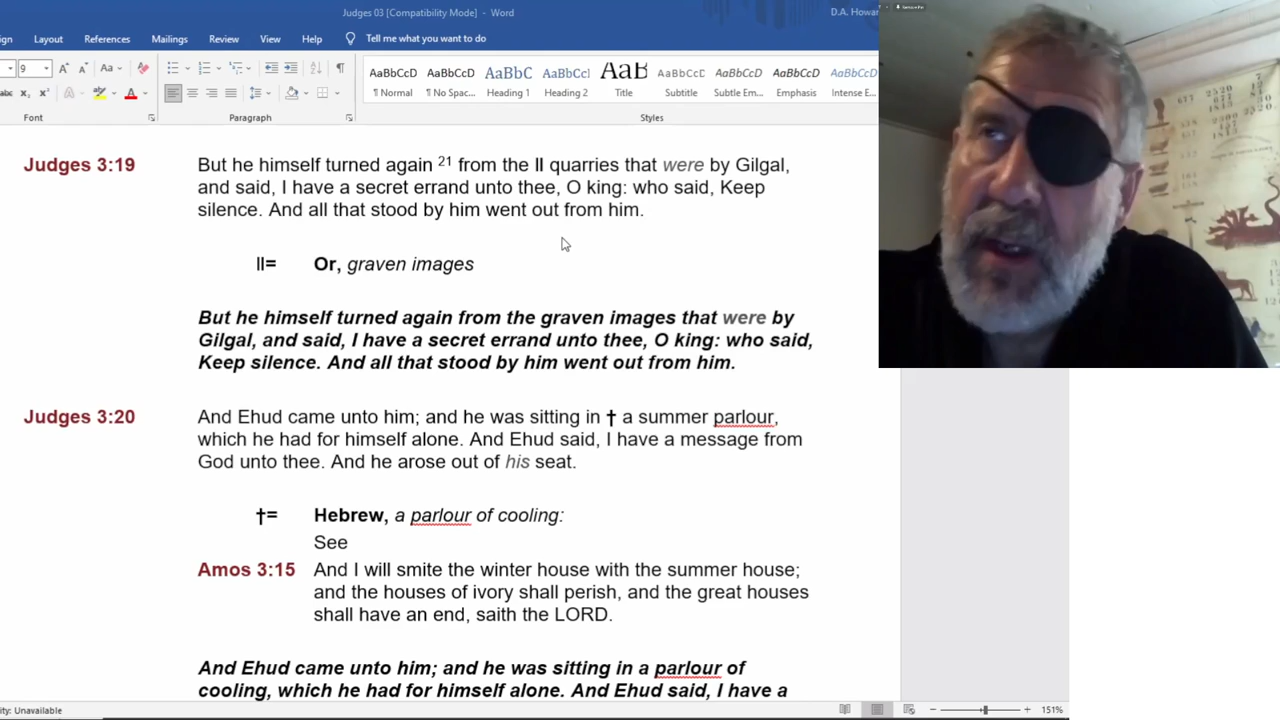 Judges 03 [Compatibility Mode] - Word
D.A. Howar
ign Layout References Mailings Review View Help Tell me what you want to do
9 Aa
abc x₂ x² A A
AaBbCcD AaBbCcD AaBbC AaBbCcI AaB AaBbCcD AaBbCcD AaBbCcD AaBbCcD
¶ Normal ¶ No Spac... Heading 1 Heading 2 Title Subtitle Subtle Em... Emphasis Intense E...
Font Paragraph Styles
Judges 3:19 But he himself turned again 21 from the ǁ quarries that were by Gilgal,
and said, I have a secret errand unto thee, O king: who said, Keep
silence. And all that stood by him went out from him.
ǁ= Or, graven images
But he himself turned again from the graven images that were by
Gilgal, and said, I have a secret errand unto thee, O king: who said,
Keep silence. And all that stood by him went out from him.
Judges 3:20 And Ehud came unto him; and he was sitting in † a summer parlour,
which he had for himself alone. And Ehud said, I have a message from
God unto thee. And he arose out of his seat.
†= Hebrew, a parlour of cooling:
See
Amos 3:15 And I will smite the winter house with the summer house;
and the houses of ivory shall perish, and the great houses
shall have an end, saith the LORD.
And Ehud came unto him; and he was sitting in a parlour of
cooling, which he had for himself alone. And Ehud said, I have a
ity: Unavailable
151%
677 2520
1843
2300